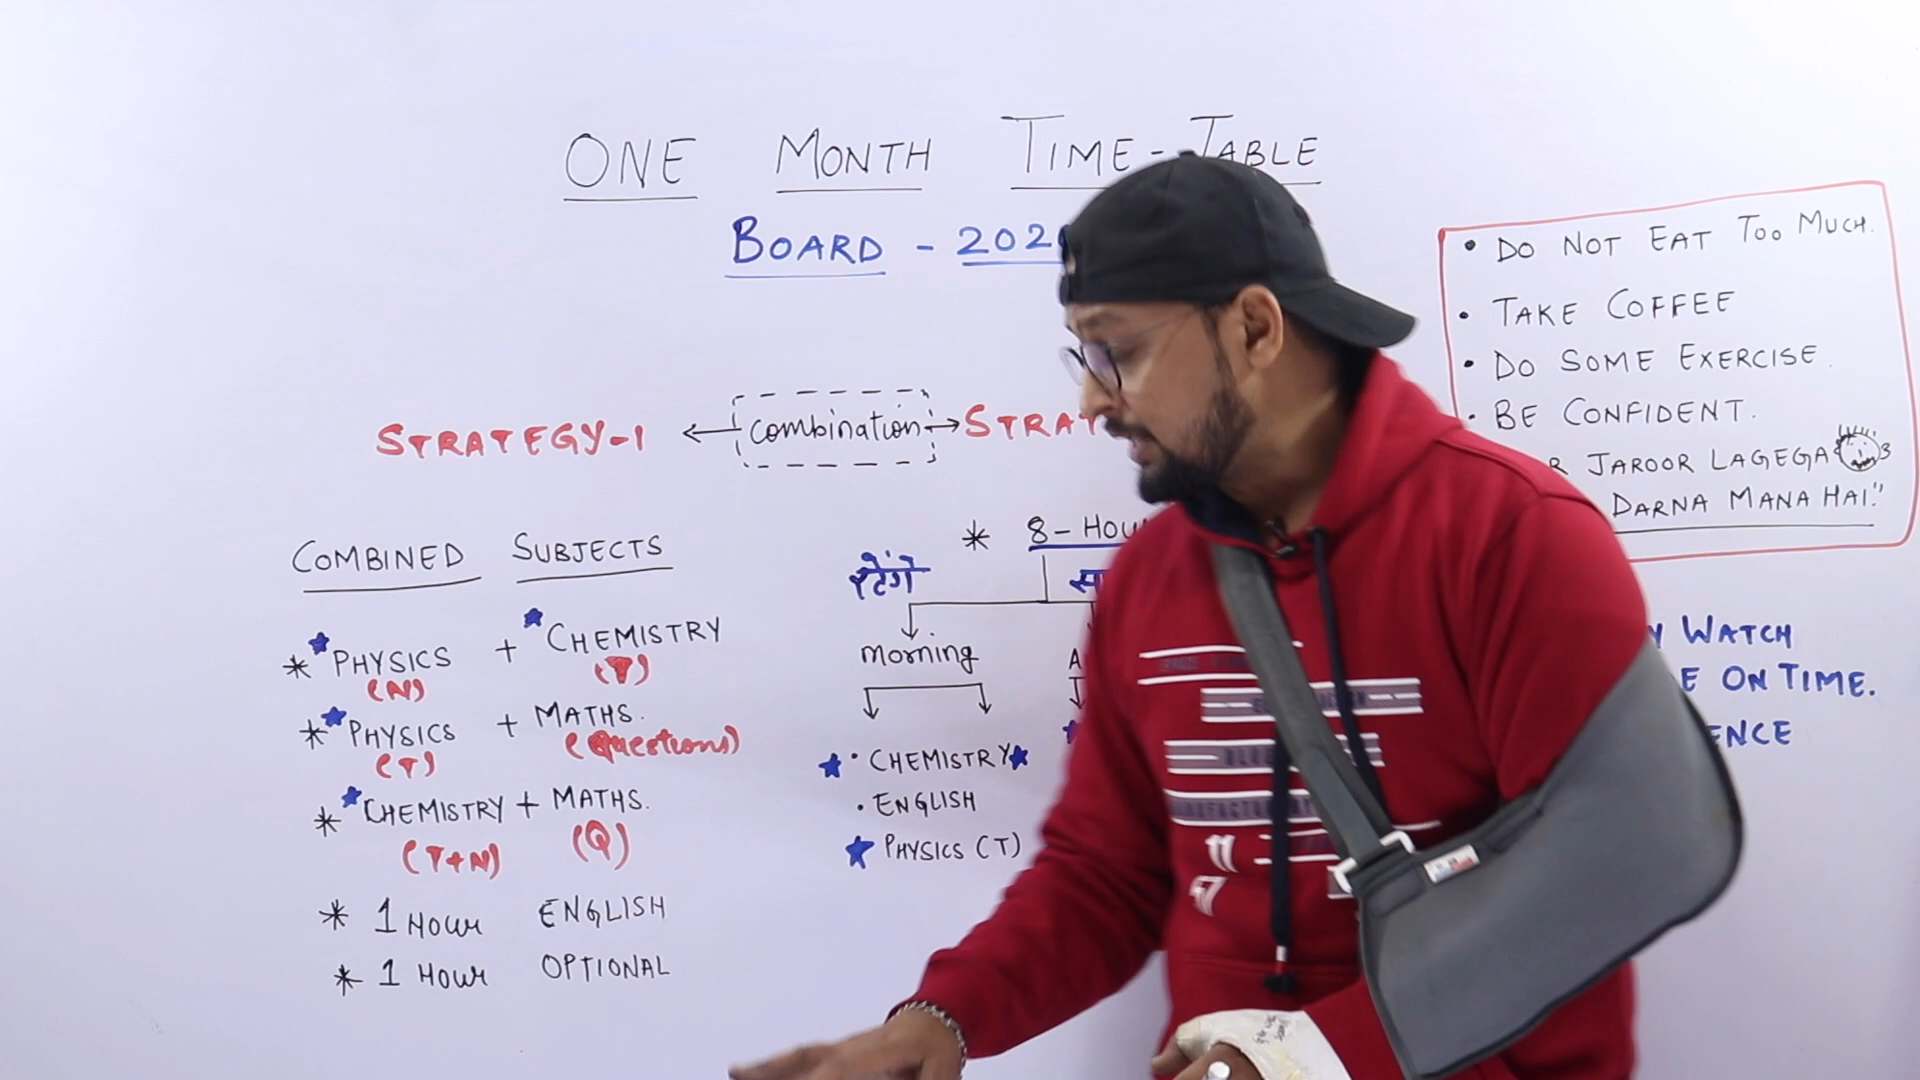 ONE MONTH TIME-TABLE
BOARD - 202
STRATEGY-1 ← combination → STRAT
COMBINED SUBJECTS
* PHYSICS + CHEMISTRY
(N) (T)
* PHYSICS + MATHS.
(T) (Questions)
* CHEMISTRY + MATHS.
(T+N) (Q)
* 1 HOUR ENGLISH
* 1 HOUR OPTIONAL
* 8-HOU
रटेंगे
morning
A
• CHEMISTRY
• ENGLISH
PHYSICS (T)
• DO NOT EAT TOO MUCH.
• TAKE COFFEE
• DO SOME EXERCISE.
• BE CONFIDENT.
R JAROOR LAGEGA
DARNA MANA HAI."
Y WATCH
E ON TIME.
ENCE